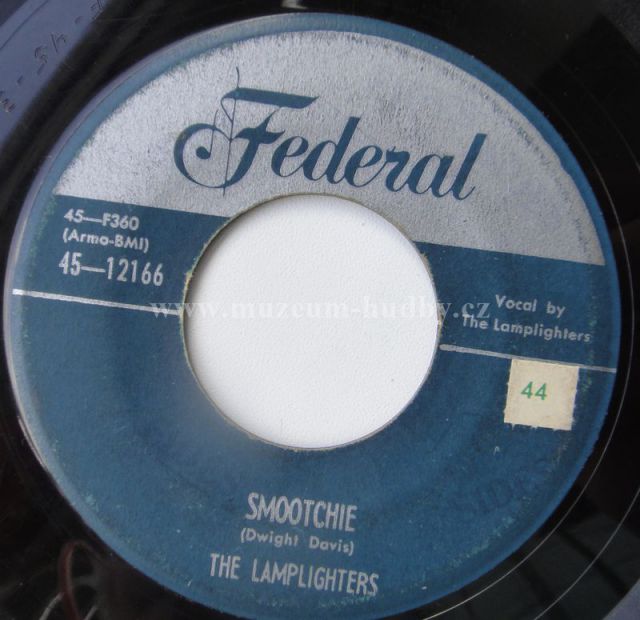 Federal
45—F360
(Armo-BMI)
45—12166
Vocal by
The Lamplighters
www.muzeum-hudby.cz
44
SMOOTCHIE
(Dwight Davis)
THE LAMPLIGHTERS